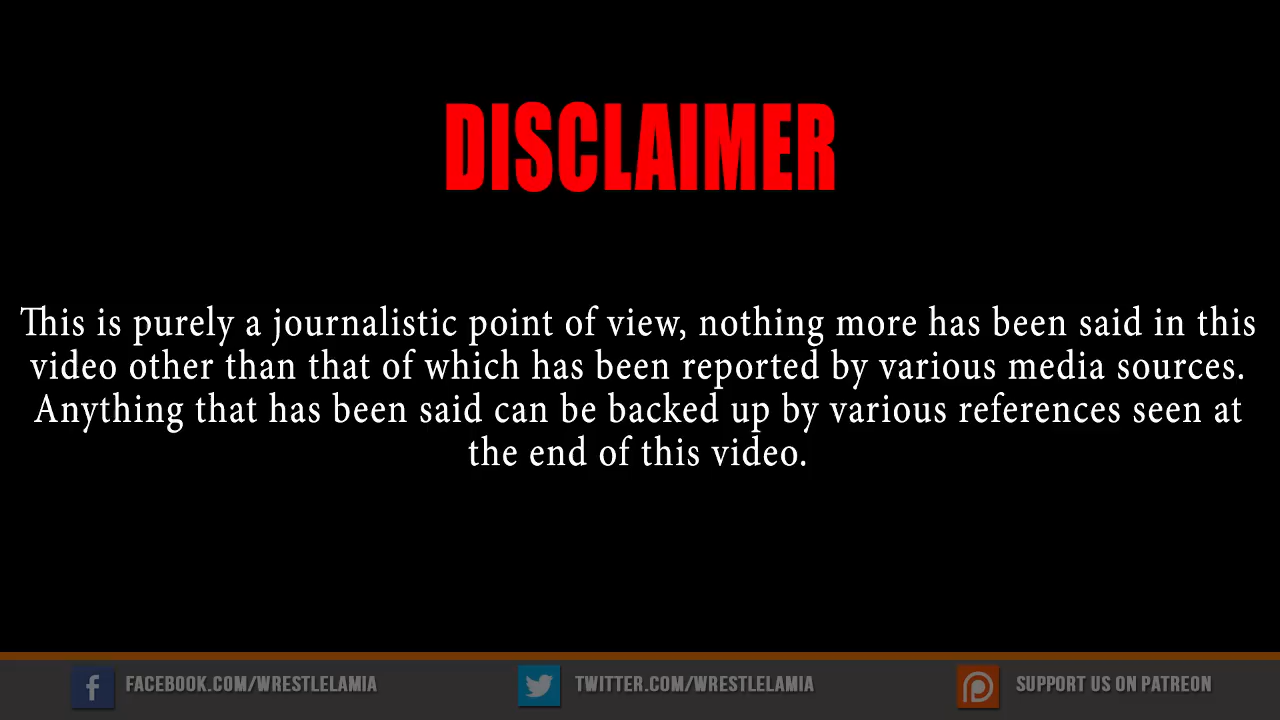 DISCLAIMER
This is purely a journalistic point of view, nothing more has been said in this
video other than that of which has been reported by various media sources.
Anything that has been said can be backed up by various references seen at
the end of this video.
FACEBOOK.COM/WRESTLELAMIA
TWITTER.COM/WRESTLELAMIA
SUPPORT US ON PATREON